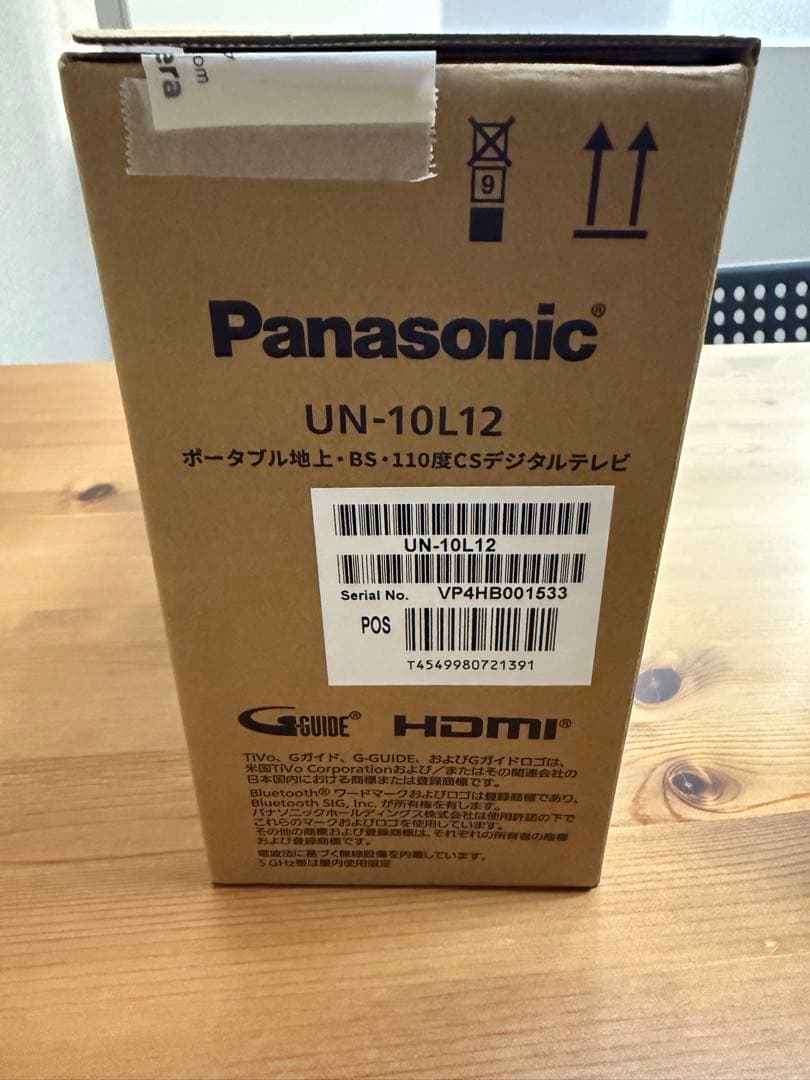 era
om
9
Panasonic®
UN-10L12
ポータブル地上・BS・110度CSデジタルテレビ
UN-10L12
Serial No. VP4HB001533
POS
T4549980721391
G-GUIDE® HDMI®
TiVo、Gガイド、G-GUIDE、およびGガイドロゴは、
米国TiVo Corporationおよび／またはその関連会社の
日本国内における商標または登録商標です。
Bluetooth® ワードマークおよびロゴは登録商標であり、
Bluetooth SIG, Inc. が所有権を有します。
パナソニックホールディングス株式会社は使用許諾の下で
これらのマークおよびロゴを使用しています。
その他の商標および登録商標は、それぞれの所有者の商標
および登録商標です。
電波法に基づく無線設備を内蔵しています。
5 GHz帯は屋内使用限定